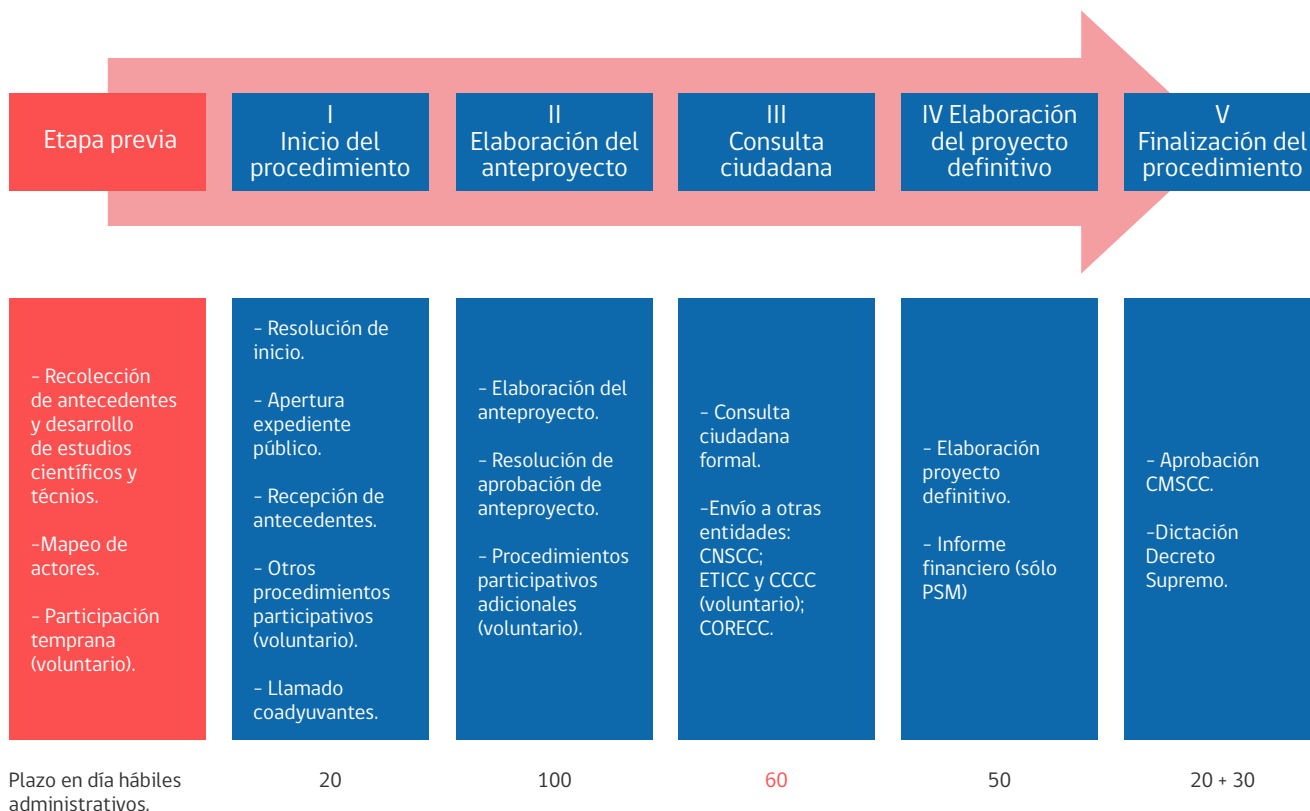 Etapa previa
I
Inicio del
procedimiento
II
Elaboración del
anteproyecto
III
Consulta
ciudadana
IV Elaboración
del proyecto
definitivo
V
Finalización del
procedimiento
- Recolección
de antecedentes
y desarrollo
de estudios
científicos y
técnios.
-Mapeo de
actores.
- Participación
temprana
(voluntario).
- Resolución de
inicio.
- Apertura
expediente
público.
- Recepción de
antecedentes.
- Otros
procedimientos
participativos
(voluntario).
- Llamado
coadyuvantes.
- Elaboración del
anteproyecto.
- Resolución de
aprobación de
anteproyecto.
- Procedimientos
participativos
adicionales
(voluntario).
- Consulta
ciudadana
formal.
-Envío a otras
entidades:
CNSCC;
ETICC y CCCC
(voluntario);
CORECC.
- Elaboración
proyecto
definitivo.
- Informe
financiero (sólo
PSM)
- Aprobación
CMSCC.
-Dictación
Decreto
Supremo.
Plazo en día hábiles
administrativos.
20
100
60
50
20 + 30